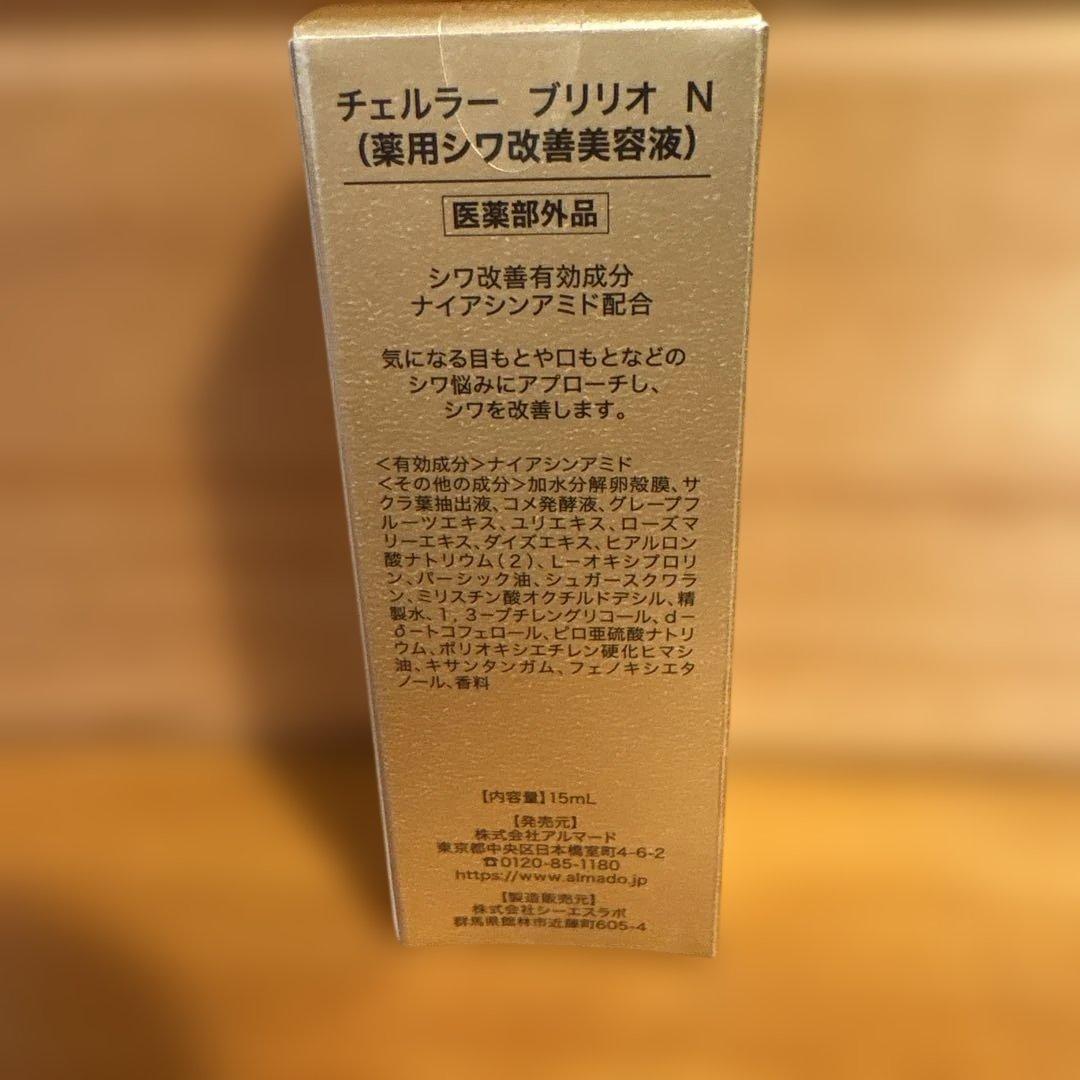 チェルラー ブリリオ N
(薬用シワ改善美容液)
医薬部外品
シワ改善有効成分
ナイアシンアミド配合
気になる目もとや口もとなどの
シワ悩みにアプローチし、
シワを改善します。
<有効成分>ナイアシンアミド
<その他の成分>加水分解卵殻膜、サ
クラ葉抽出液、コメ発酵液、グレープフ
ルーツエキス、ユリエキス、ローズマ
リーエキス、ダイズエキス、ヒアルロン
酸ナトリウム(2)、L-オキシプロリ
ン、パーシック油、シュガースクワラ
ン、ミリスチン酸オクチルドデシル、精
製水、1,3-ブチレングリコール、d-
δ-トコフェロール、ピロ亜硫酸ナトリ
ウム、ポリオキシエチレン硬化ヒマシ
油、キサンタンガム、フェノキシエタ
ノール、香料
【内容量】15mL
【発売元】
株式会社アルマード
東京都中央区日本橋室町4-6-2
☎0120-85-1180
https://www.almado.jp
【製造販売元】
株式会社シーエスラボ
群馬県館林市近藤町605-4